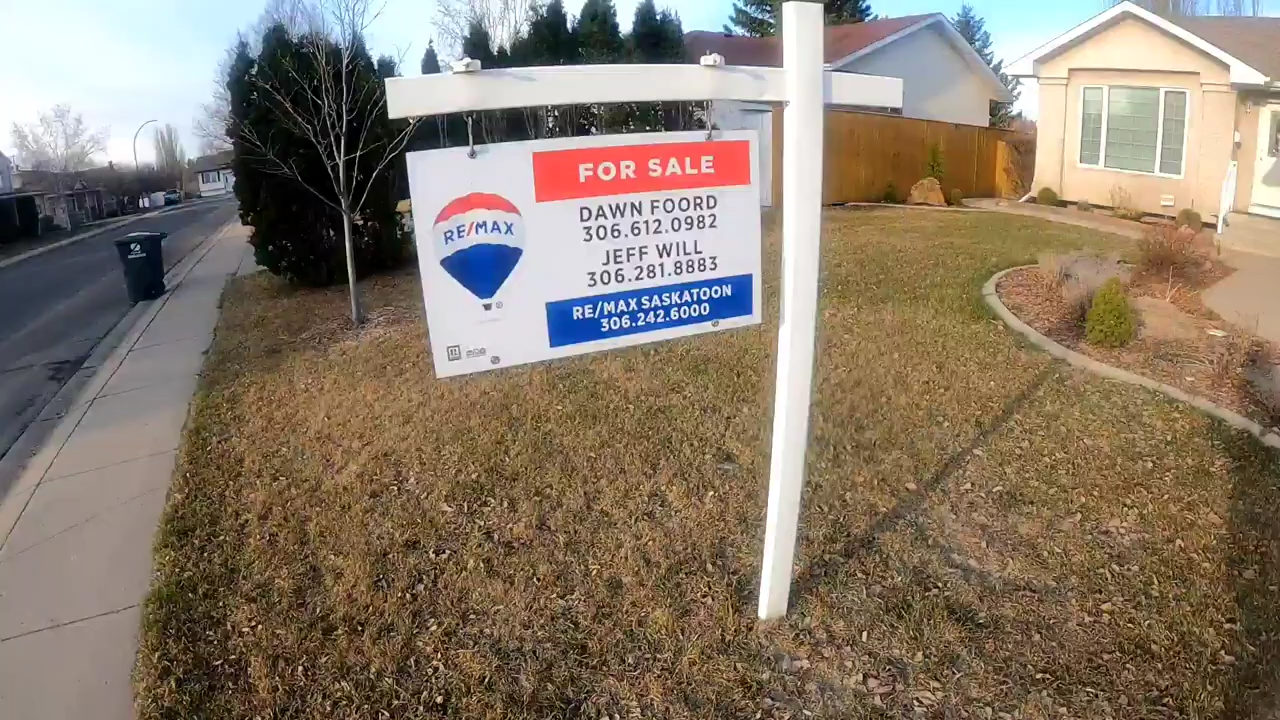 FOR SALE
RE/MAX
DAWN FOORD
306.612.0982
JEFF WILL
306.281.8883
RE/MAX SASKATOON
306.242.6000